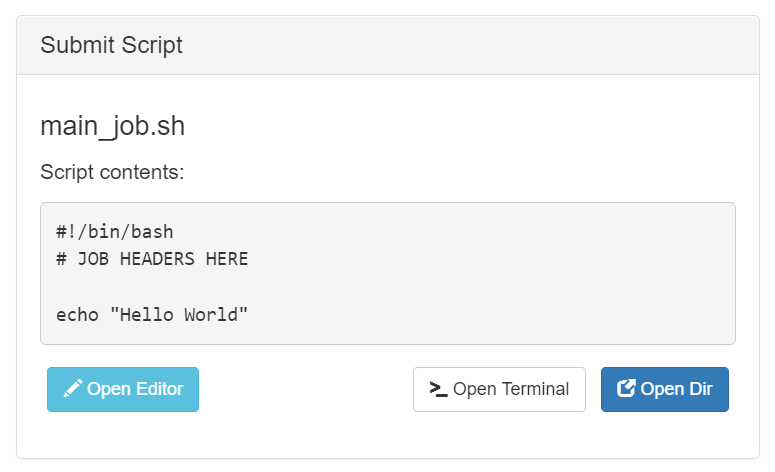 Submit Script
main_job.sh
Script contents:
#!/bin/bash
# JOB HEADERS HERE
echo "Hello World"
Open Editor
>_ Open Terminal
Open Dir